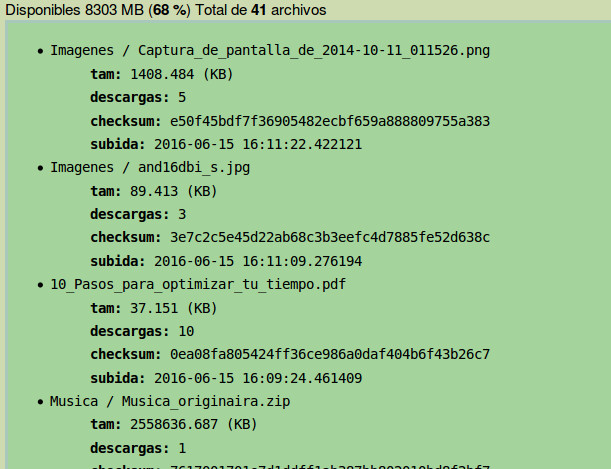 Disponibles 8303 MB (68 %) Total de 41 archivos
Imagenes / Captura_de_pantalla_de_2014-10-11_011526.png
tam: 1408.484 (KB)
descargas: 5
checksum: e50f45bdf7f36905482ecbf659a888809755a383
subida: 2016-06-15 16:11:22.422121
Imagenes / and16dbi_s.jpg
tam: 89.413 (KB)
descargas: 3
checksum: 3e7c2c5e45d22ab68c3b3eefc4d7885fe52d638c
subida: 2016-06-15 16:11:09.276194
10_Pasos_para_optimizar_tu_tiempo.pdf
tam: 37.151 (KB)
descargas: 10
checksum: 0ea08fa805424ff36ce986a0daf404b6f43b26c7
subida: 2016-06-15 16:09:24.461409
Musica / Musica_originaira.zip
tam: 2558636.687 (KB)
descargas: 1